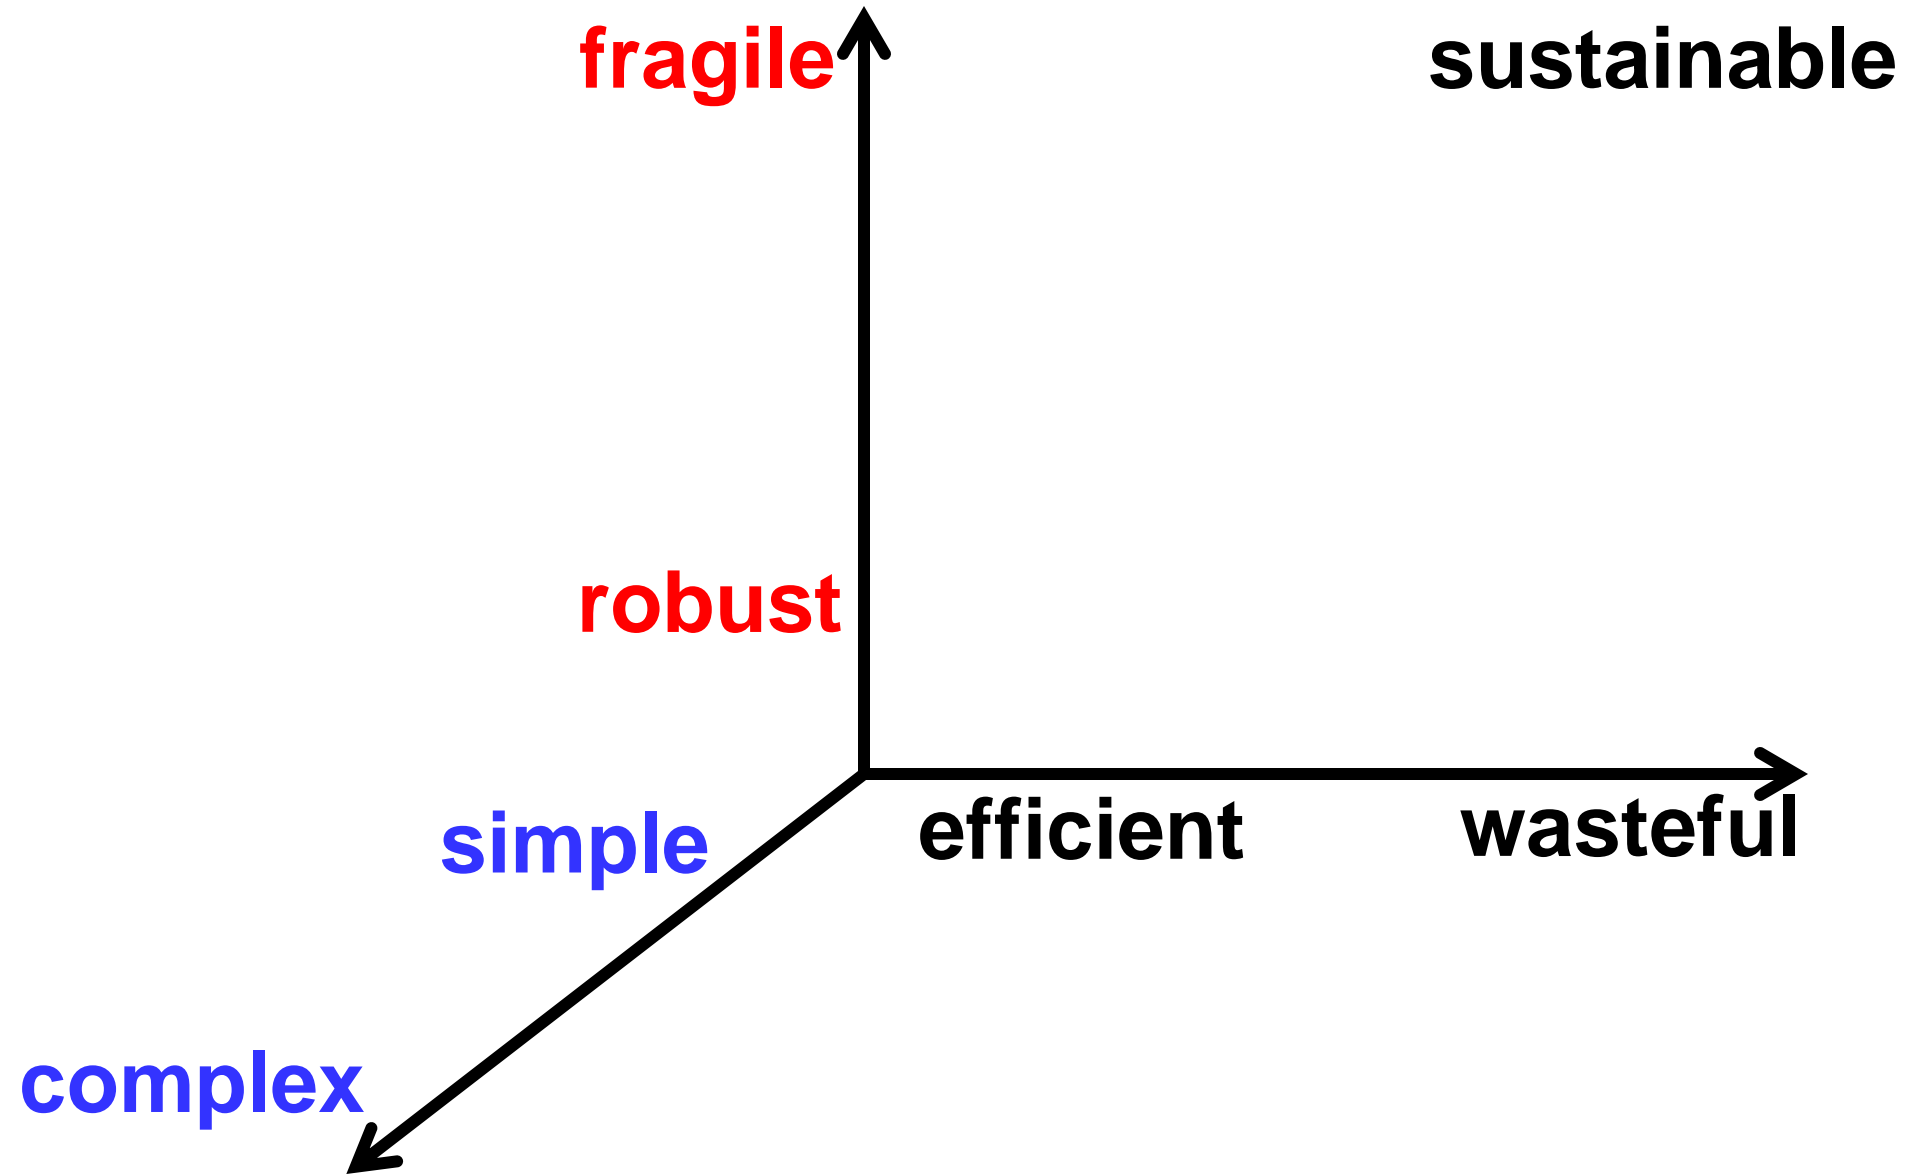 fragile
sustainable
robust
simple
efficient
wasteful
complex